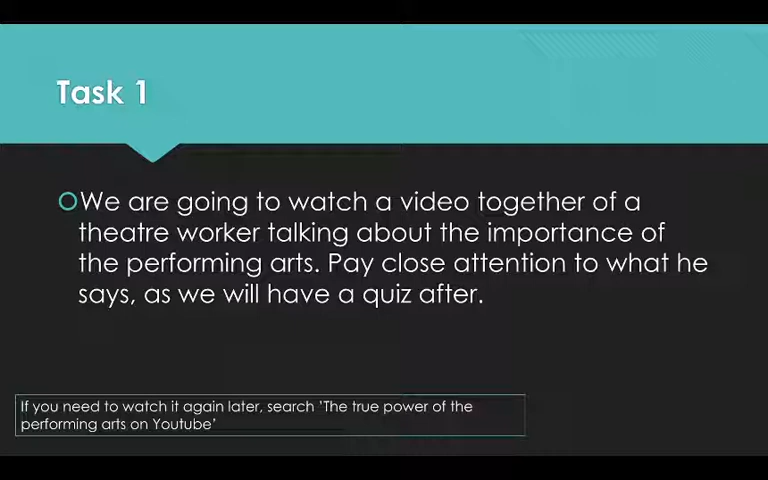 Task 1
We are going to watch a video together of a
theatre worker talking about the importance of
the performing arts. Pay close attention to what he
says, as we will have a quiz after.
If you need to watch it again later, search 'The true power of the
performing arts on Youtube'